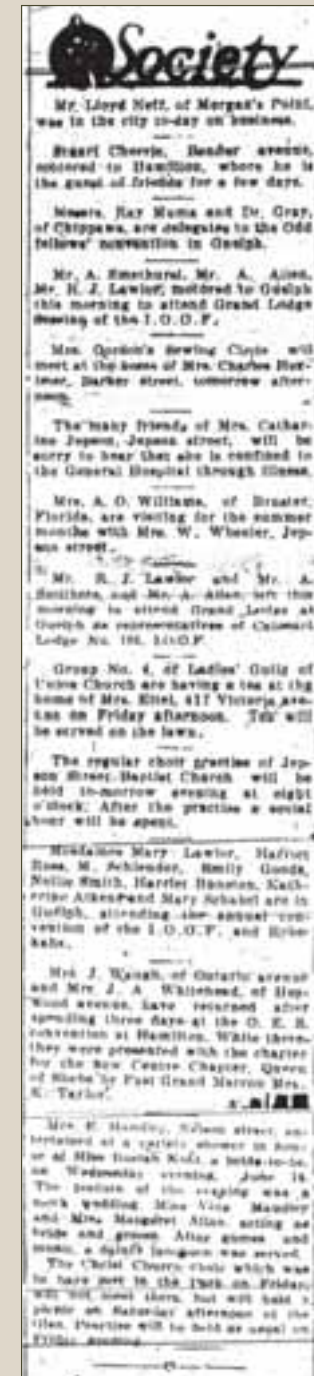 Society
Mr. Lloyd Neff, of Morgan's Point,
was in the city to-day on business.
Stuart Cherrie, Bender avenue,
motored to Hamilton, where he is
the guest of friends for a few days.
Messrs. Ray Muma and Dr. Gray,
of Chippawa, are delegates to the Odd
fellows' convention in Guelph.
Mr. A. Smethurst, Mr. A. Allen,
Mr. R. J. Lawler, motored to Guelph
this morning to attend Grand Lodge
of the I.O.O.F.
Mrs. Gordon's Sewing Circle will
meet at the home of Mrs. Charles
Barker street, tomorrow after-
noon.
The many friends of Mrs. Cathar-
ine Jepson, Jepson street, will be
sorry to hear that she is confined to
the General Hospital through illness.
Mrs. A. O. Williams, of
Florida, are visiting for the summer
months with Mrs. W. Wheeler, Jep-
son street.
Mr. R. J. Lawler and Mr. A.
and Mr. A. Allen, left this
morning to attend Grand Lodge at
Guelph as representatives of
Lodge No. I.O.O.F.
Group No. 4, of Ladies' Guild of
Union Church are having a tea at thg
home of Mrs. 417 Victoria ave-
nue on Friday afternoon. Tea will
be served on the lawn.
The regular choir practise of Jep-
son Street Baptist Church will be
held to-morrow evening at eight
o'clock. After the practise a social
hour will be spent.
Mesdames Mary Lawler, Harriet
Ross, M. Schlender, Emily Goode,
Nellie Smith, Harriet Kath-
erine Aitken and Mary Schabel are in
Guelph, attending the annual con-
vention of the I.O.O.F. and Rebe-
kahs.
Mrs. J. Waugh, of Ontario avenue
and Mrs. J. A. Whitehead, of
avenue, have returned after
spending three days at the O. E. S.
convention at Hamilton. While there,
they were presented with the charter
for the new Centre Chapter, Queen
of Sheba by Past Grand Matron Mrs.
K. Taylor.
Mrs. street, en-
tertained at a shower in hon-
or of Miss a bride-to-be,
on Wednesday evening, June
The feature of the evening was a
mock wedding, Miss
and Mrs. Margaret Allan, acting as
bride and groom. After games and
music, a dainty luncheon was served.
The Christ Church choir which was
to have met in the park on Friday,
will not meet there, but will hold a
picnic on Saturday afternoon at the
Glen. Practise will be held as usual on
Friday evening.